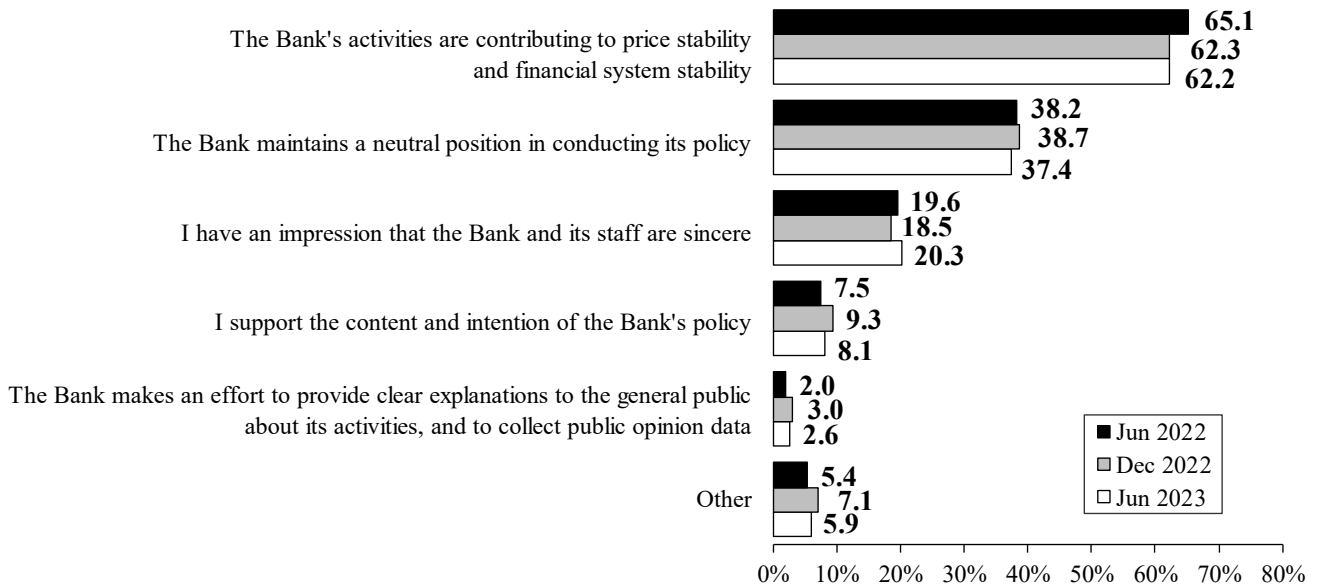 The Bank's activities are contributing to price stability
and financial system stability
65.1
62.3
62.2
The Bank maintains a neutral position in conducting its policy
38.2
38.7
37.4
I have an impression that the Bank and its staff are sincere
19.6
18.5
20.3
I support the content and intention of the Bank's policy
7.5
9.3
8.1
The Bank makes an effort to provide clear explanations to the general public
about its activities, and to collect public opinion data
2.0
3.0
2.6
Other
5.4
7.1
5.9
Jun 2022
Dec 2022
Jun 2023
0% 10% 20% 30% 40% 50% 60% 70% 80%